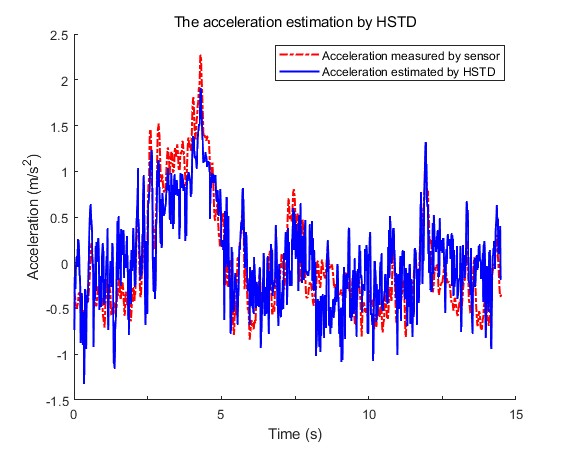 The acceleration estimation by HSTD
Acceleration measured by sensor
Acceleration estimated by HSTD
Acceleration (m/s²)
2.5
2
1.5
1
0.5
0
-0.5
-1
-1.5
0
5
10
15
Time (s)